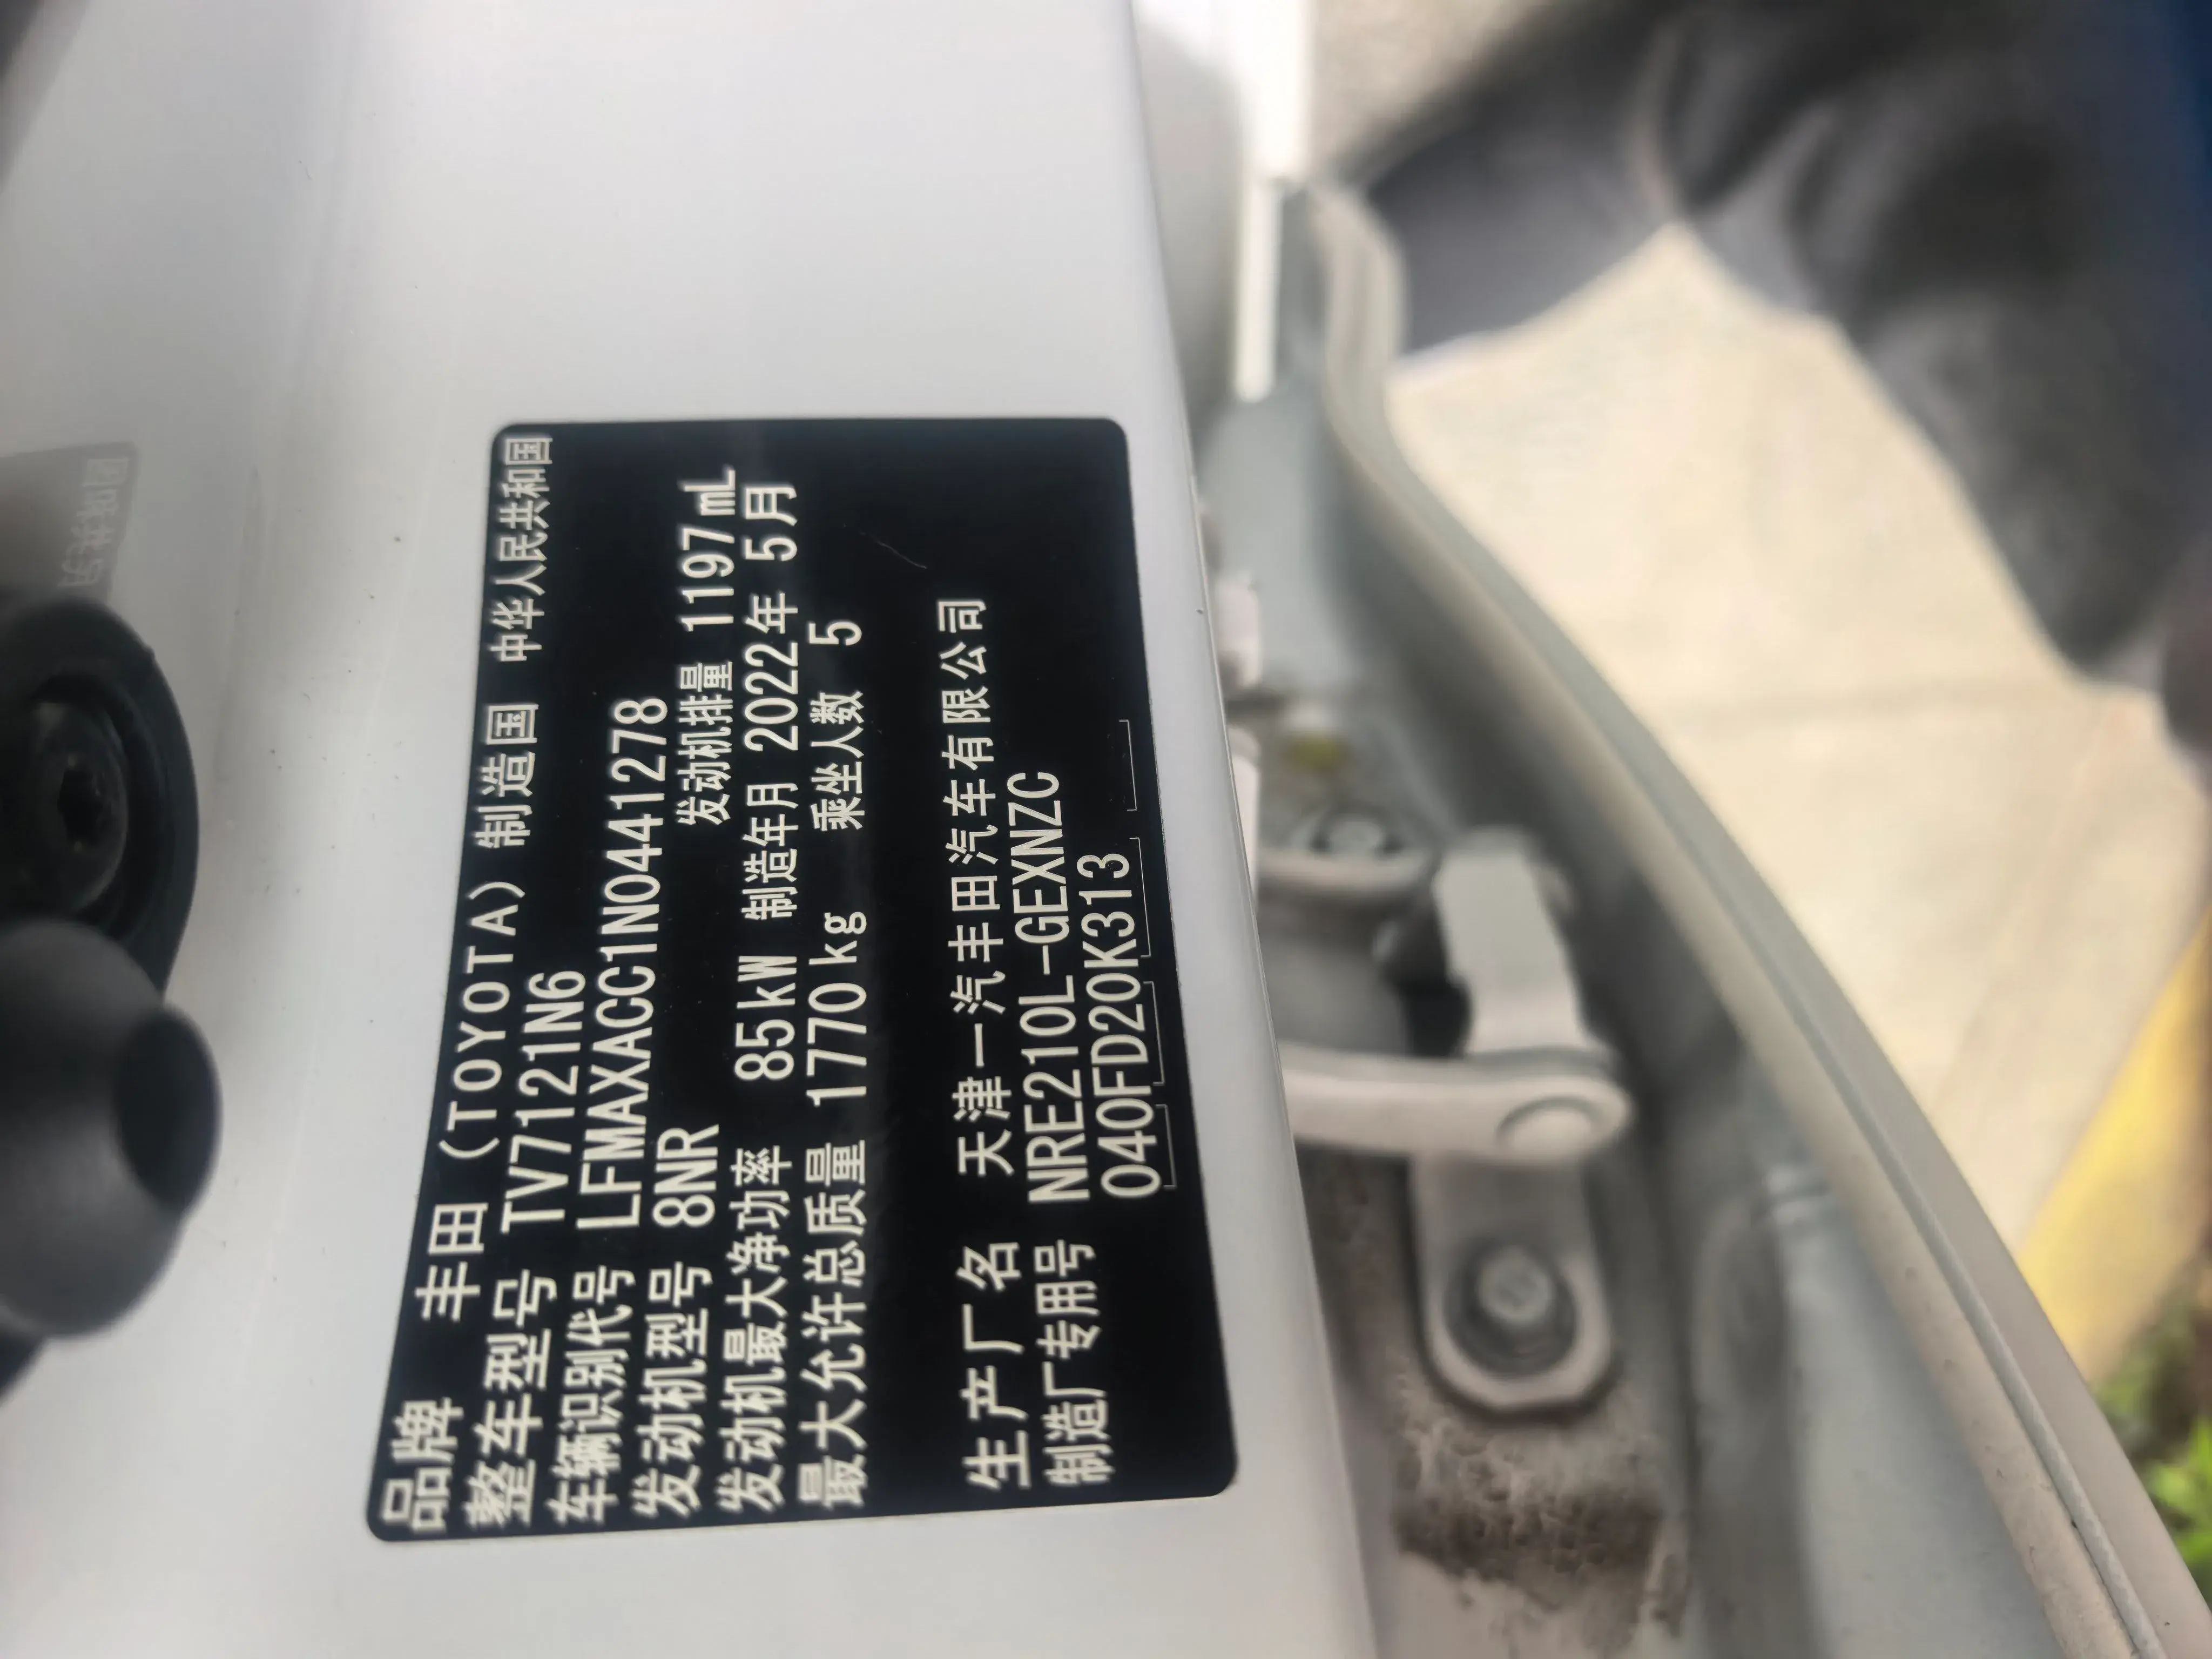 品牌 丰田（TOYOTA） 制造国 中华人民共和国
整车型号 TV7121N6
车辆识别代号 LFMAXACC1N0441278
发动机型号 8NR 发动机排量 1197mL
发动机最大净功率 85kW 制造年月 2022年 5月
最大允许总质量 1770kg 乘坐人数 5
生产厂名 天津一汽丰田汽车有限公司
制造厂专用号 NRE210L-GEXNZC
040FD20K313